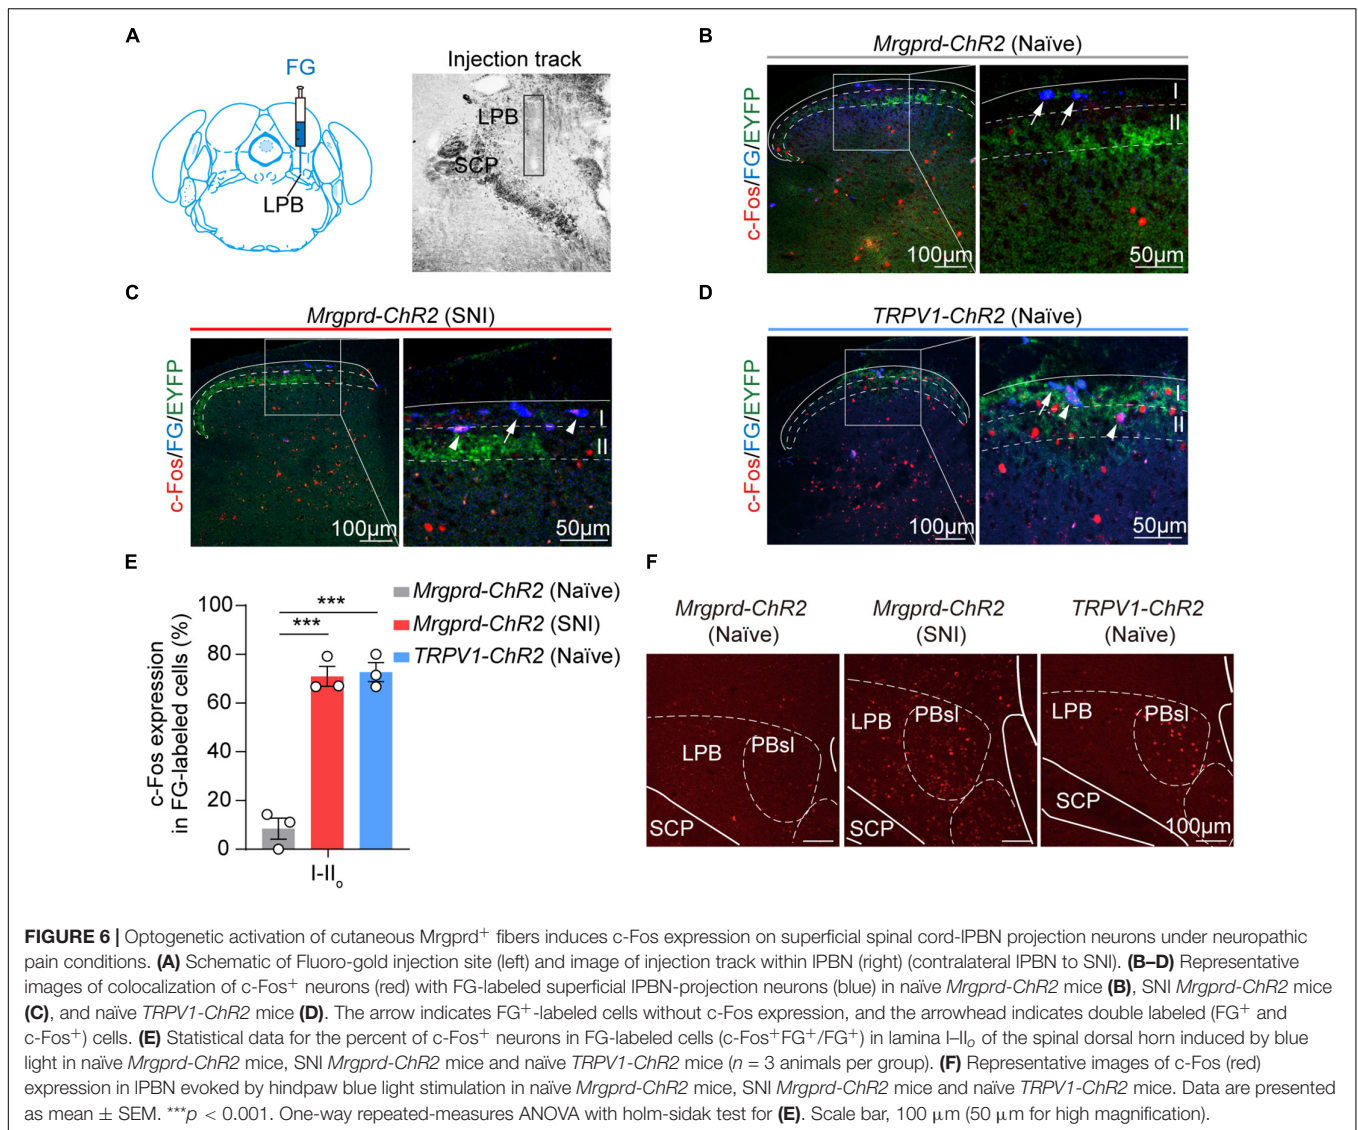 A
FG
LPB
Injection track
LPB
SCP
B
Mrgprd-ChR2 (Naïve)
c-Fos/FG/EYFP
100µm
I
II
50µm
C
Mrgprd-ChR2 (SNI)
c-Fos/FG/EYFP
100µm
I
II
50µm
D
TRPV1-ChR2 (Naïve)
c-Fos/FG/EYFP
100µm
I
II
50µm
E
c-Fos expression
in FG-labeled cells (%)
100
80
60
40
20
0
***
***
I-IIo
Mrgprd-ChR2 (Naïve)
Mrgprd-ChR2 (SNI)
TRPV1-ChR2 (Naïve)
F
Mrgprd-ChR2
(Naïve)
LPB
PBsl
SCP
Mrgprd-ChR2
(SNI)
LPB
PBsl
SCP
TRPV1-ChR2
(Naïve)
LPB
PBsl
SCP
100µm
FIGURE 6 | Optogenetic activation of cutaneous Mrgprd+ fibers induces c-Fos expression on superficial spinal cord-lPBN projection neurons under neuropathic
pain conditions. (A) Schematic of Fluoro-gold injection site (left) and image of injection track within lPBN (right) (contralateral lPBN to SNI). (B–D) Representative
images of colocalization of c-Fos+ neurons (red) with FG-labeled superficial lPBN-projection neurons (blue) in naïve Mrgprd-ChR2 mice (B), SNI Mrgprd-ChR2 mice
(C), and naïve TRPV1-ChR2 mice (D). The arrow indicates FG+-labeled cells without c-Fos expression, and the arrowhead indicates double labeled (FG+ and
c-Fos+) cells. (E) Statistical data for the percent of c-Fos+ neurons in FG-labeled cells (c-Fos+FG+/FG+) in lamina I–IIo of the spinal dorsal horn induced by blue
light in naïve Mrgprd-ChR2 mice, SNI Mrgprd-ChR2 mice and naïve TRPV1-ChR2 mice (n = 3 animals per group). (F) Representative images of c-Fos (red)
expression in lPBN evoked by hindpaw blue light stimulation in naïve Mrgprd-ChR2 mice, SNI Mrgprd-ChR2 mice and naïve TRPV1-ChR2 mice. Data are presented
as mean ± SEM. ***p < 0.001. One-way repeated-measures ANOVA with holm-sidak test for (E). Scale bar, 100 µm (50 µm for high magnification).